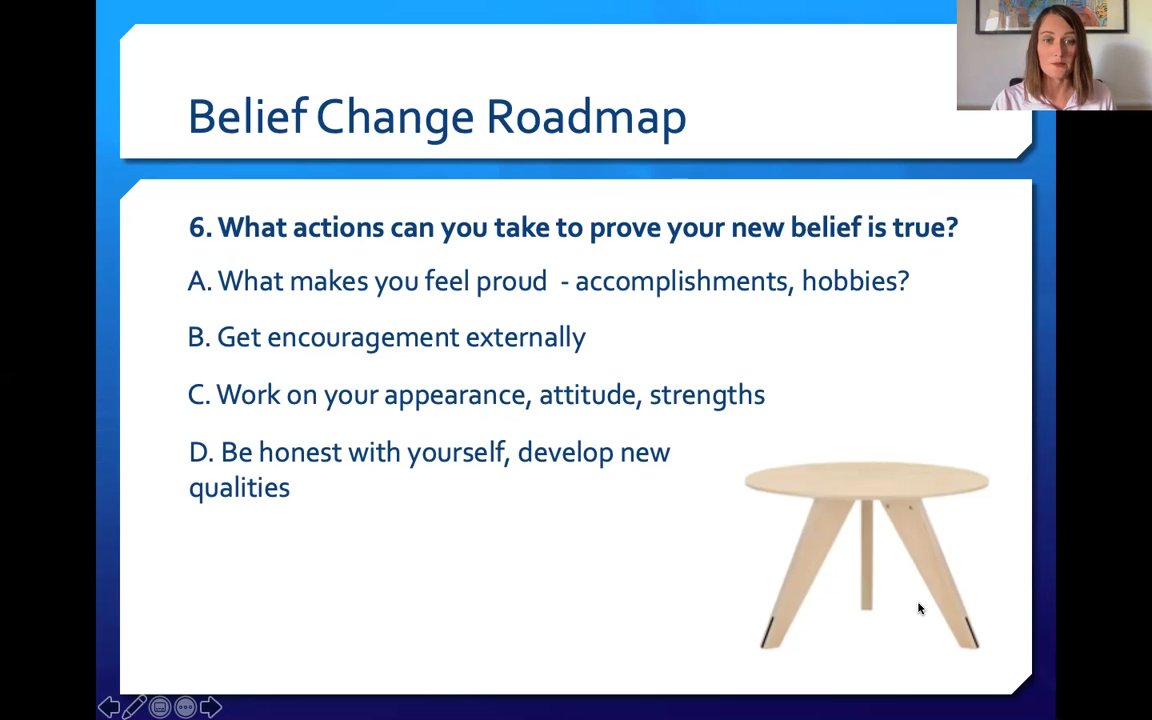 Belief Change Roadmap
6. What actions can you take to prove your new belief is true?
A. What makes you feel proud  - accomplishments, hobbies?
B. Get encouragement externally
C. Work on your appearance, attitude, strengths
D. Be honest with yourself, develop new
qualities